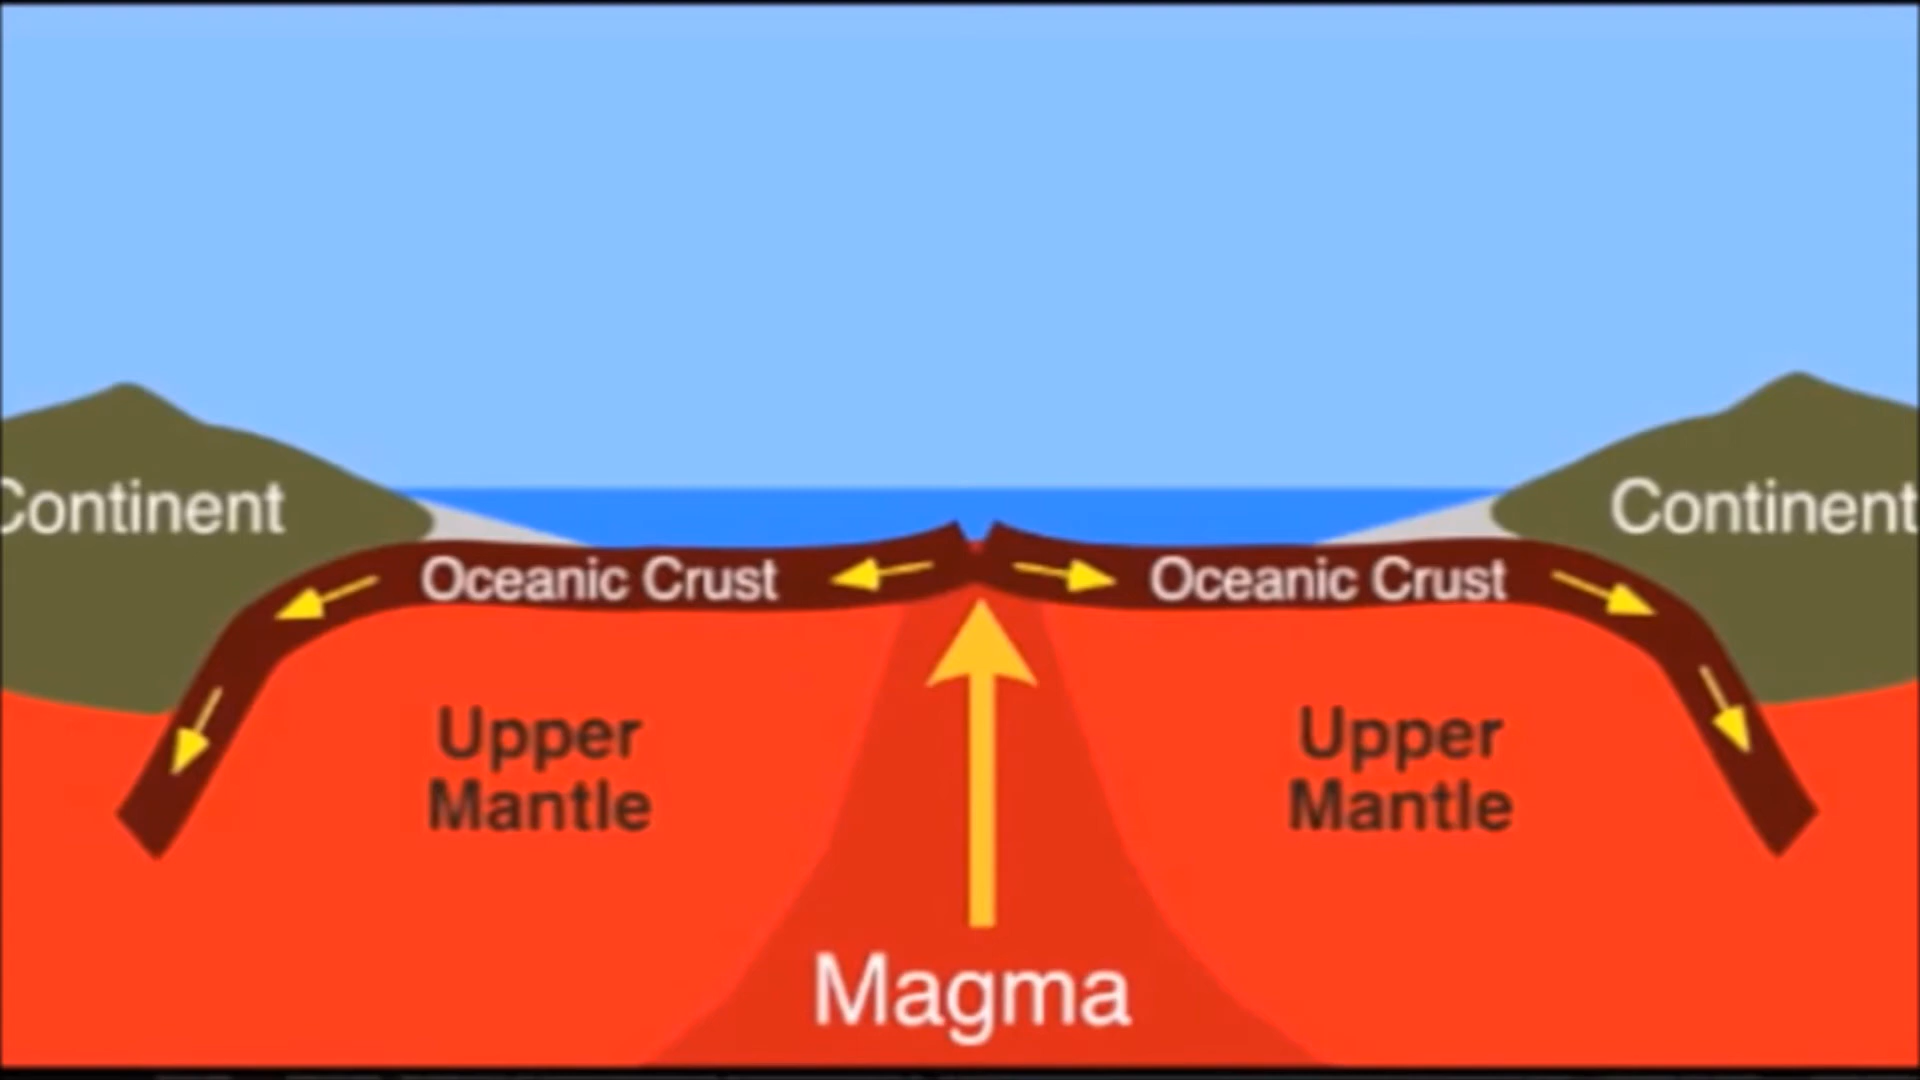 Continent
Continent
Oceanic Crust
Oceanic Crust
Upper
Mantle
Upper
Mantle
Magma